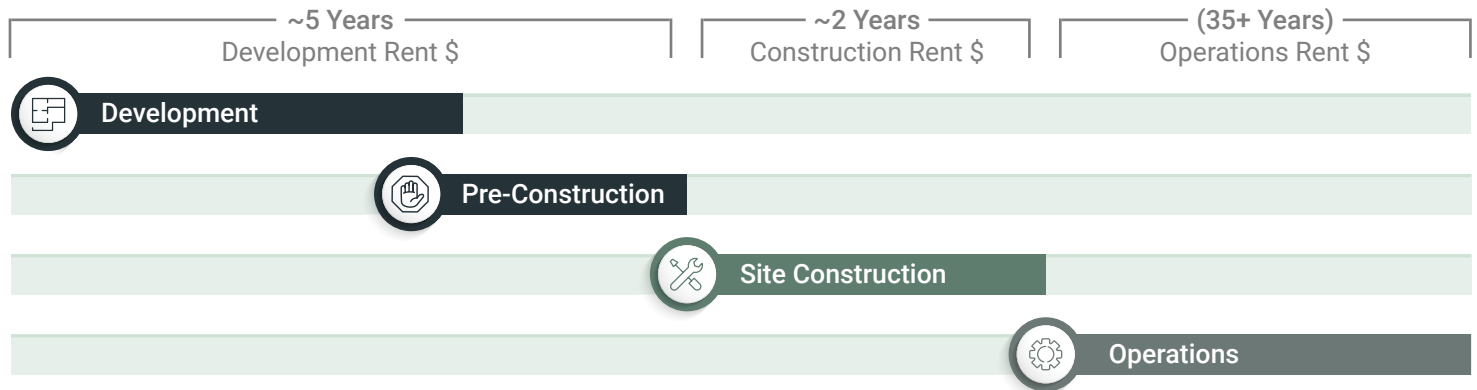 ~5 Years
Development Rent $
~2 Years
Construction Rent $
(35+ Years)
Operations Rent $
Development
Pre-Construction
Site Construction
Operations